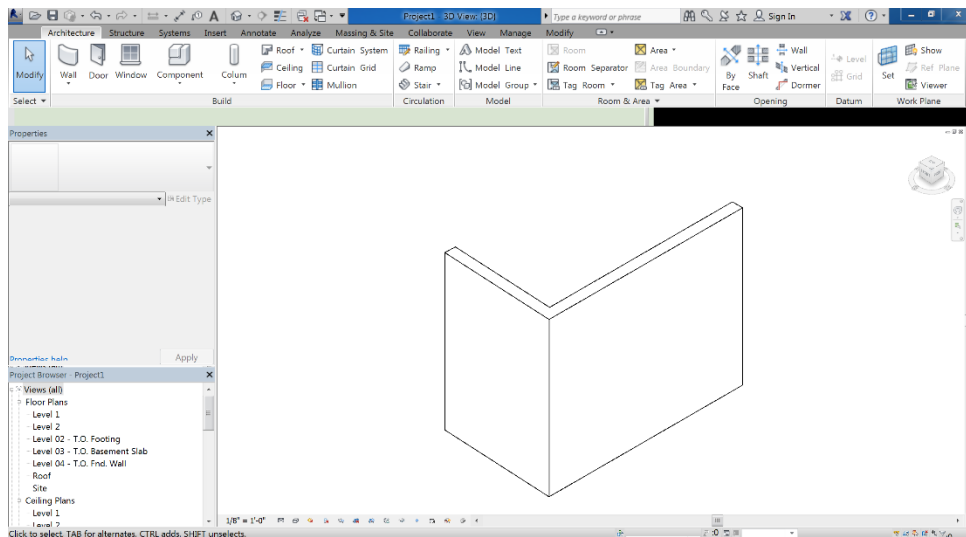 Project1 - 3D View: {3D}
Type a keyword or phrase
Sign In
Architecture Structure Systems Insert Annotate Analyze Massing & Site Collaborate View Manage Modify
Modify Wall Door Window Component Colum
Roof Curtain System
Ceiling Curtain Grid
Floor Mullion
Railing
Ramp
Stair
Model Text
Model Line
Model Group
Room
Room Separator
Tag Room
Area
Area Boundary
Tag Area
By Face Shaft
Wall
Vertical
Dormer
Level
Grid
Set
Show
Ref Plane
Viewer
Select Build Circulation Model Room & Area Opening Datum Work Plane
Properties
Edit Type
Properties help
Apply
Project Browser - Project1
Views (all)
Floor Plans
Level 1
Level 2
Level 02 - T.O. Footing
Level 03 - T.O. Basement Slab
Level 04 - T.O. Fnd. Wall
Roof
Site
Ceiling Plans
Level 1
Level 2
1/8" = 1'-0"
Click to select, TAB for alternates, CTRL adds, SHIFT unselects.
:0